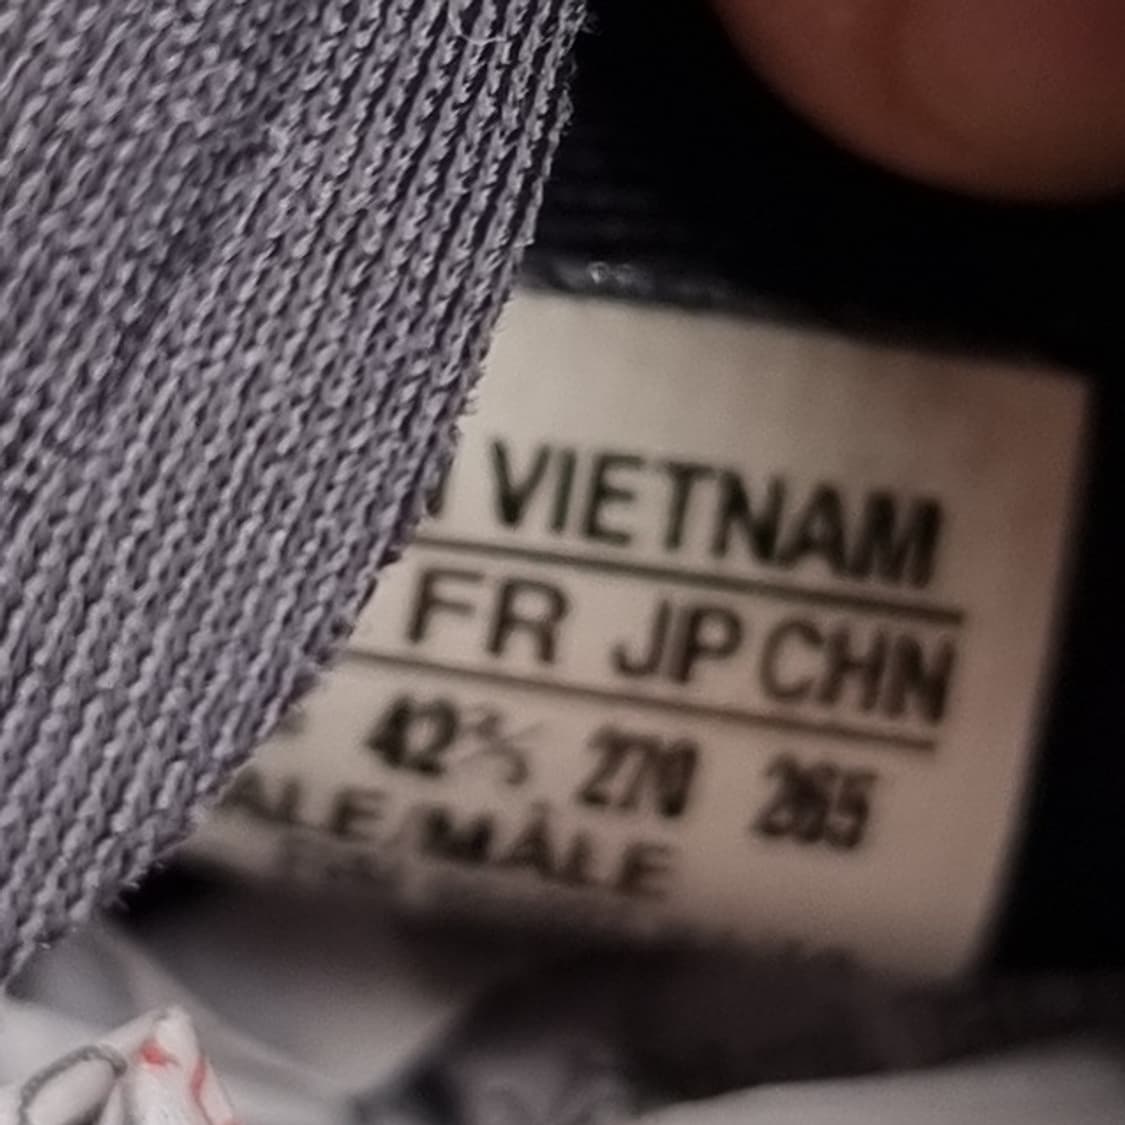 VIETNAM
FR JP CHN
42⅔ 270 265
ALE/MÂLE